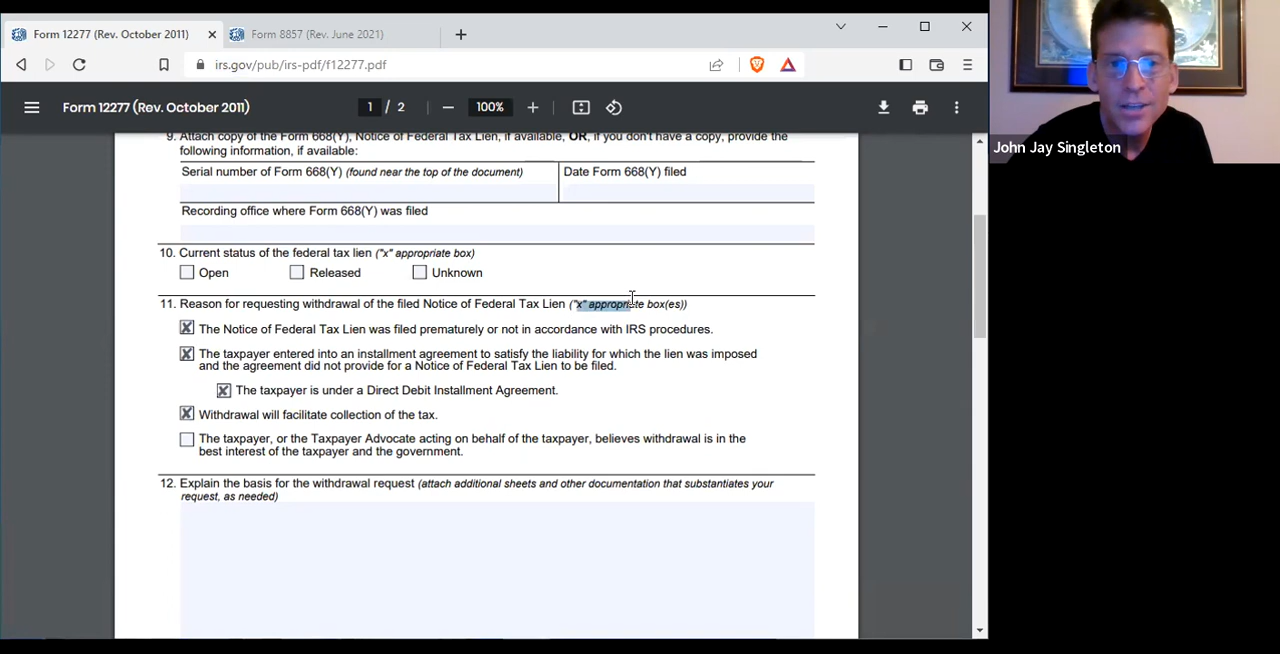 Form 12277 (Rev. October 2011)
Form 8857 (Rev. June 2021)
irs.gov/pub/irs-pdf/f12277.pdf
Form 12277 (Rev. October 2011)
1 / 2
100%
9. Attach copy of the Form 668(Y), Notice of Federal Tax Lien, if available, OR, if you don't have a copy, provide the
following information, if available:
Serial number of Form 668(Y) (found near the top of the document)
Date Form 668(Y) filed
Recording office where Form 668(Y) was filed
10. Current status of the federal tax lien ("x" appropriate box)
Open
Released
Unknown
11. Reason for requesting withdrawal of the filed Notice of Federal Tax Lien ("x" appropriate box(es))
The Notice of Federal Tax Lien was filed prematurely or not in accordance with IRS procedures.
The taxpayer entered into an installment agreement to satisfy the liability for which the lien was imposed
and the agreement did not provide for a Notice of Federal Tax Lien to be filed.
The taxpayer is under a Direct Debit Installment Agreement.
Withdrawal will facilitate collection of the tax.
The taxpayer, or the Taxpayer Advocate acting on behalf of the taxpayer, believes withdrawal is in the
best interest of the taxpayer and the government.
12. Explain the basis for the withdrawal request (attach additional sheets and other documentation that substantiates your
request, as needed)
John Jay Singleton